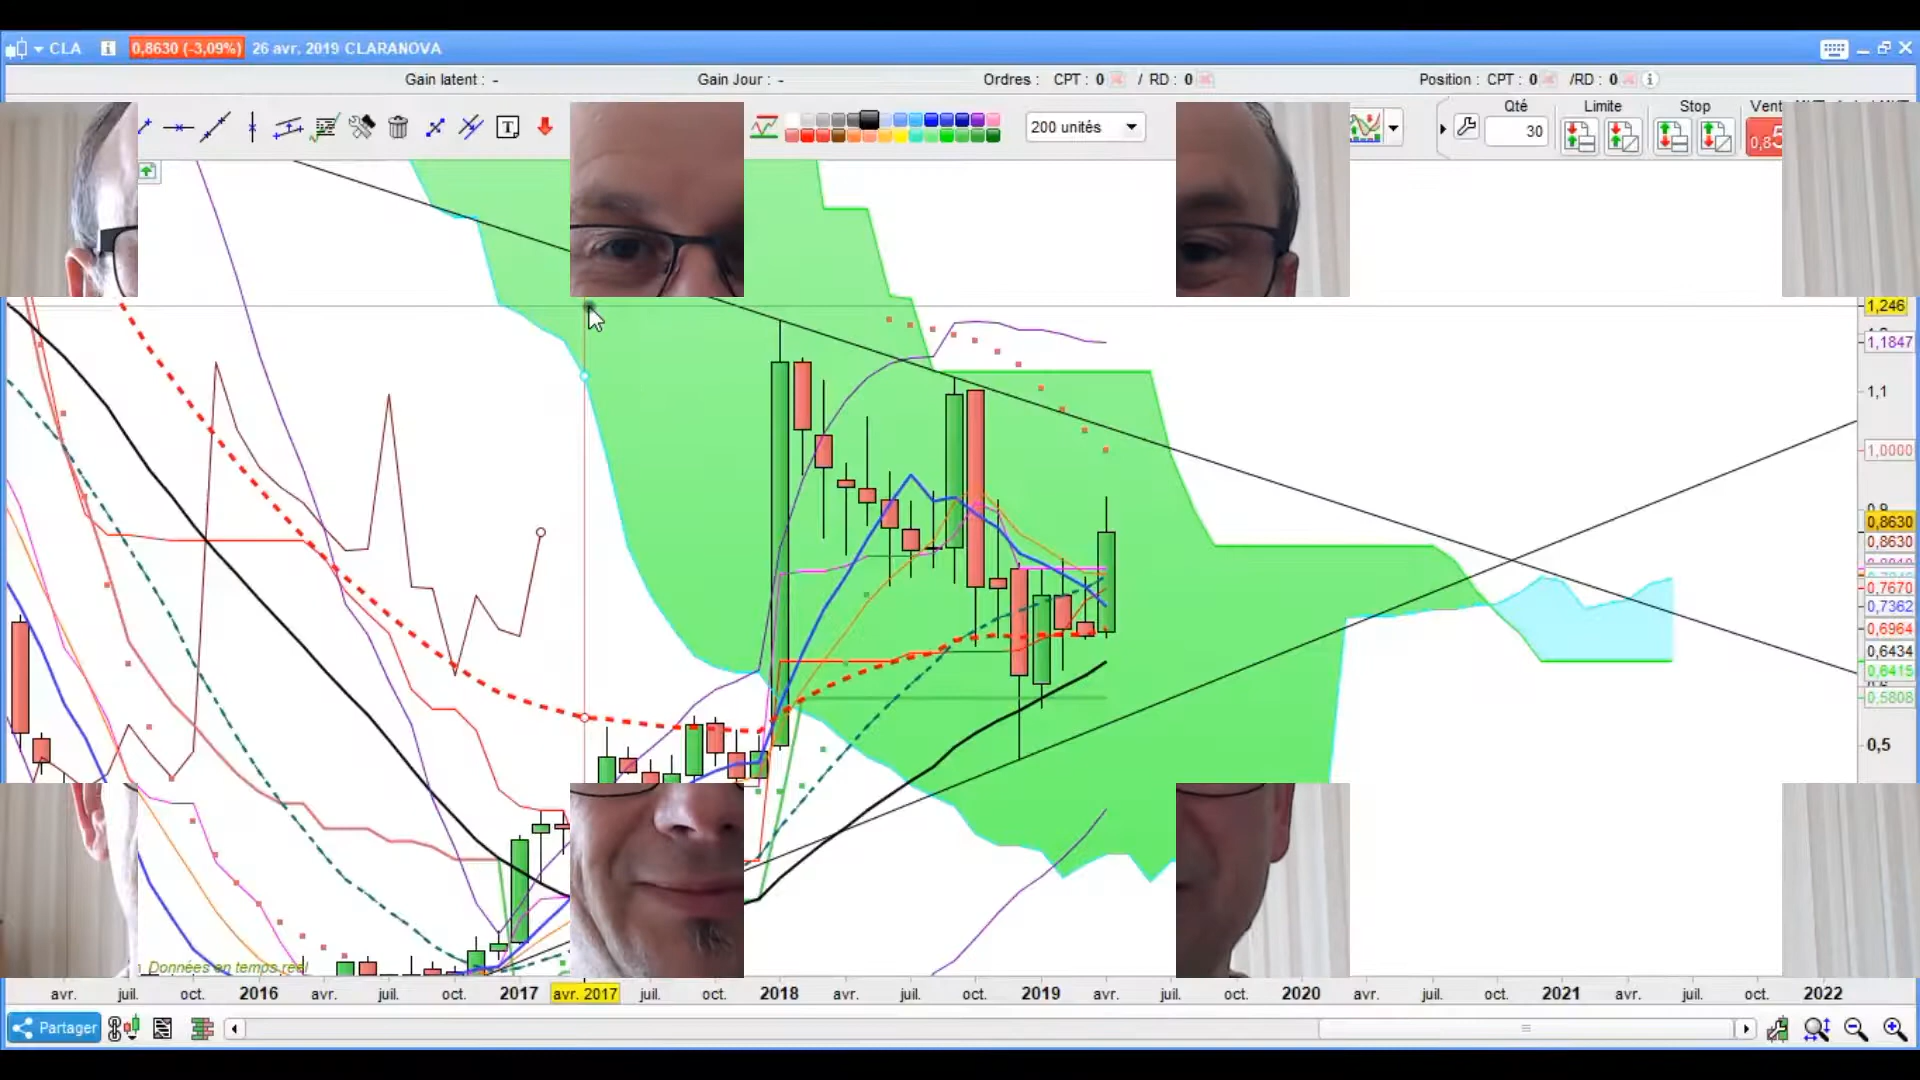 CLA 0,8630 (-3,09%) 26 avr. 2019 CLARANOVA
Gain latent : - Gain Jour : - Ordres : CPT : 0 / RD : 0 Position : CPT : 0 /RD : 0
Qté Limite Stop
200 unités 30
1,246
1,1847
1,1
1,0000
0,8630
0,8630
0,7670
0,7362
0,6964
0,6434
0,6415
0,5808
0,5
Données en temps réel
avr. juil. oct. 2016 avr. juil. oct. 2017 avr. 2017 juil. oct. 2018 avr. juil. oct. 2019 avr. juil. oct. 2020 avr. juil. oct. 2021 avr. juil. oct. 2022
Partager